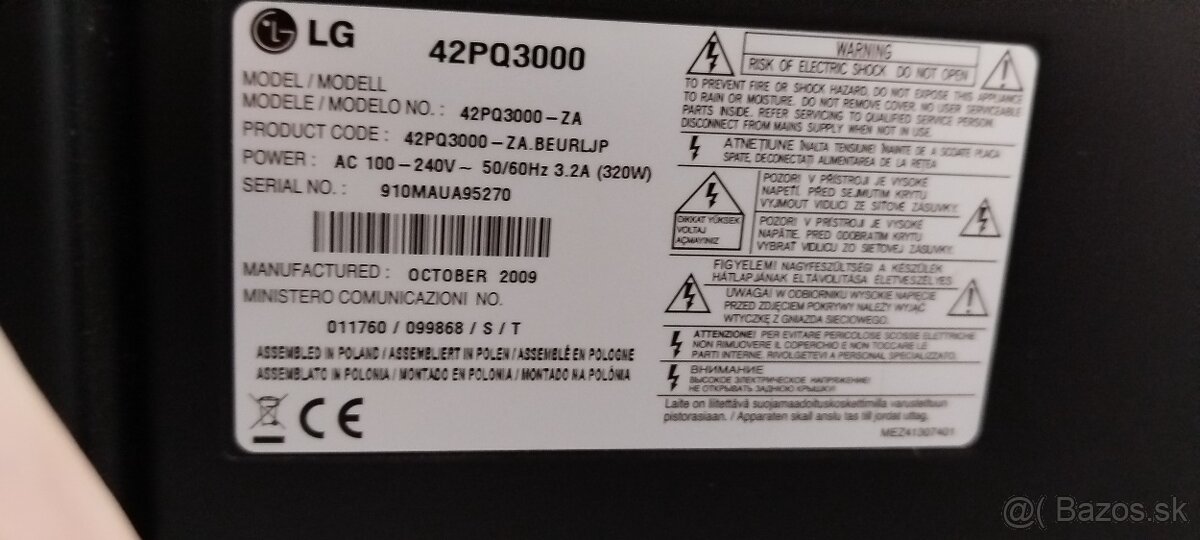 LG
42PQ3000
MODEL / MODELL
MODELE / MODELO NO. : 42PQ3000-ZA
PRODUCT CODE : 42PQ3000-ZA.BEURLJP
POWER : AC 100-240V~ 50/60Hz 3.2A (320W)
SERIAL NO. : 910MAUA95270
MANUFACTURED : OCTOBER 2009
MINISTERO COMUNICAZIONI NO.
011760 / 099868 / S / T
ASSEMBLED IN POLAND / ASSEMBLIERT IN POLEN / ASSEMBLÉ EN POLOGNE
ASSEMBLATO IN POLONIA / MONTADO EN POLONIA / MONTADO NA POLÓNIA
CE
WARNING
RISK OF ELECTRIC SHOCK DO NOT OPEN
TO PREVENT FIRE OR SHOCK HAZARD, DO NOT EXPOSE THIS APPLIANCE
TO RAIN OR MOISTURE. DO NOT REMOVE COVER. NO USER SERVICEABLE
PARTS INSIDE. REFER SERVICING TO QUALIFIED SERVICE PERSON.
DISCONNECT FROM MAINS SUPPLY WHEN NOT IN USE.
ATNEȚIUNE ÎNALTA TENSIUNE! ÎNAINTE DE A SCOATE PLACA
SPATE, DECONECTAȚI ALIMENTAREA DE LA REȚEA
DIKKAT YÜKSEK
VOLTAJ
AÇMAYINIZ
POZOR! V PŘÍSTROJI JE VYSOKÉ
NAPETÍ. PŘED SEJMUTÍM KRYTU
VYJMOUT VIDLICI ZE SÍŤOVÉ ZÁSUVKY.
POZOR! V PRÍSTROJI JE VYSOKÉ
NAPÄTIE. PRED ODOBRATÍM KRYTU
VYBRAŤ VIDLICU ZO SIEŤOVEJ ZÁSUVKY.
FIGYELEM! NAGYFESZÜLTSÉG! A KÉSZÜLÉK
HÁTLAPJÁNAK ELTÁVOLÍTÁSA ÉLETVESZÉLYES
UWAGA! W ODBIORNIKU WYSOKIE NAPIĘCIE
PRZED ZDJĘCIEM POKRYWY NALEŻY WYJĄĆ
WTYCZKĘ Z GNIAZDA SIECIOWEGO.
ATTENZIONE! PER EVITARE PERICOLOSE SCOSSE ELETTRICHE
NON RIMUOVERE IL COPERCHIO E NON TOCCARE LE
PARTI INTERNE, RIVOLGETEVI A PERSONAL SPECIALIZZATO.
ВНИМАНИЕ
ВЫСОКОЕ ЭЛЕКТРИЧЕСКОЕ НАПРЯЖЕНИЕ!
НЕ ОТКРЫВАТЬ ЗАДНЮЮ КРЫШКУ!
Laite on liitettävä suojamaadoituskoskettimilla varustettuun
pistorasiaan. / Apparaten skall anslutas till jordat uttag.
MEZ41307401
@( Bazos.sk